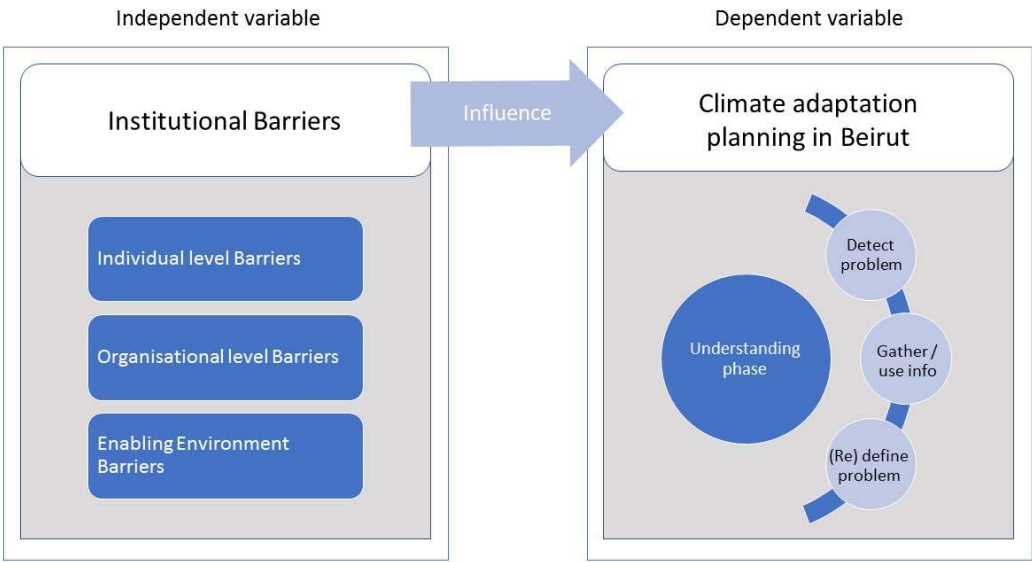 Independent variable
Dependent variable
Institutional Barriers
Influence
Climate adaptation
planning in Beirut
Individual level Barriers
Organisational level Barriers
Enabling Environment
Barriers
Understanding
phase
Detect
problem
Gather /
use info
(Re) define
problem